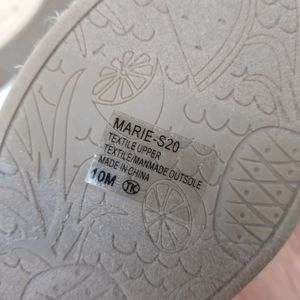 MARIE-S20
TEXTILE UPPER
TEXTILE/MANMADE OUTSOLE
MADE IN CHINA
10M TK